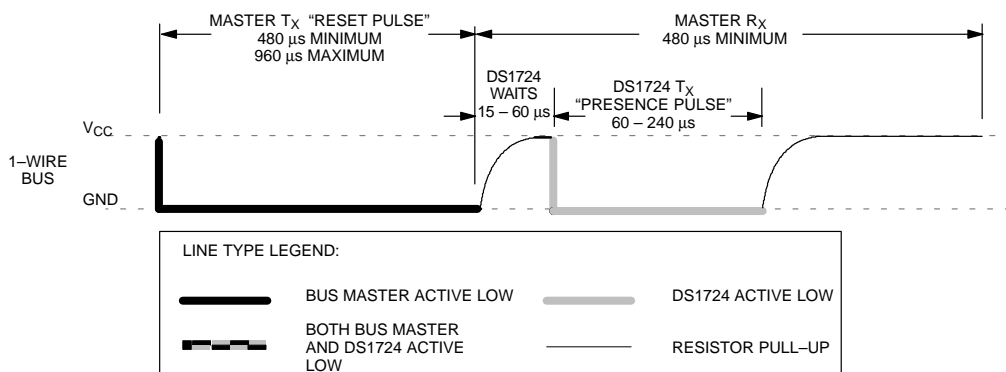 MASTER TX “RESET PULSE”
480 µs MINIMUM
960 µs MAXIMUM
MASTER RX
480 µs MINIMUM
DS1724
WAITS
15 – 60 µs
DS1724 TX
“PRESENCE PULSE”
60 – 240 µs
VCC
1–WIRE
BUS
GND
LINE TYPE LEGEND:
BUS MASTER ACTIVE LOW
DS1724 ACTIVE LOW
BOTH BUS MASTER
AND DS1724 ACTIVE
LOW
RESISTOR PULL–UP